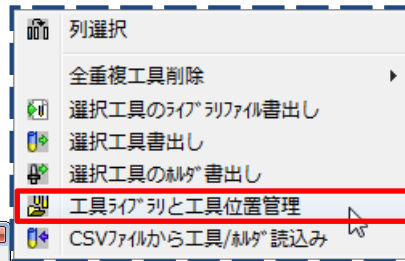 列選択
全重複工具削除
選択工具のﾗｲﾌﾞﾗﾘﾌｧｲﾙ書出し
選択工具書出し
選択工具のﾎﾙﾀﾞ書出し
工具ﾗｲﾌﾞﾗﾘと工具位置管理
CSVﾌｧｲﾙから工具/ﾎﾙﾀﾞ読込み